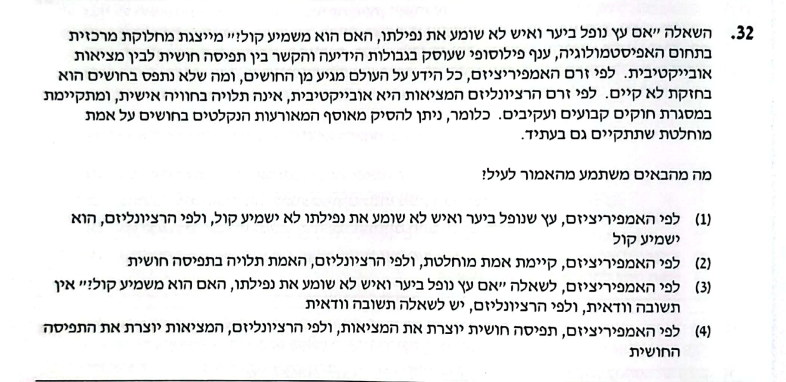 32. השאלה "אם עץ נופל ביער ואיש לא שומע את נפילתו, האם הוא משמיע קול?" מייצגת מחלוקת מרכזית
בתחום האפיסטמולוגיה, ענף פילוסופי שעוסק בגבולות הידיעה והקשר בין תפיסה חושית לבין מציאות
אובייקטיבית. לפי זרם האמפיריציזם, כל הידע על העולם מגיע מן החושים, ומה שלא נתפס בחושים הוא
בחזקת לא קיים. לפי זרם הרציונליזם המציאות היא אובייקטיבית, אינה תלויה בחוויה אישית, ומתקיימת
במסגרת חוקים קבועים ועקיבים. כלומר, ניתן להסיק מאוסף המאורעות הנקלטים בחושים על אמת
מוחלטת שתתקיים גם בעתיד.
מה מהבאים משתמע מהאמור לעיל?
(1) לפי האמפיריציזם, עץ שנופל ביער ואיש לא שומע את נפילתו לא ישמיע קול, ולפי הרציונליזם, הוא
ישמיע קול
(2) לפי האמפיריציזם, קיימת אמת מוחלטת, ולפי הרציונליזם, האמת תלויה בתפיסה חושית
(3) לפי האמפיריציזם, לשאלה "אם עץ נופל ביער ואיש לא שומע את נפילתו, האם הוא משמיע קול?" אין
תשובה וודאית, ולפי הרציונליזם, יש לשאלה תשובה וודאית
(4) לפי האמפיריציזם, תפיסה חושית יוצרת את המציאות, ולפי הרציונליזם, המציאות יוצרת את התפיסה
החושית